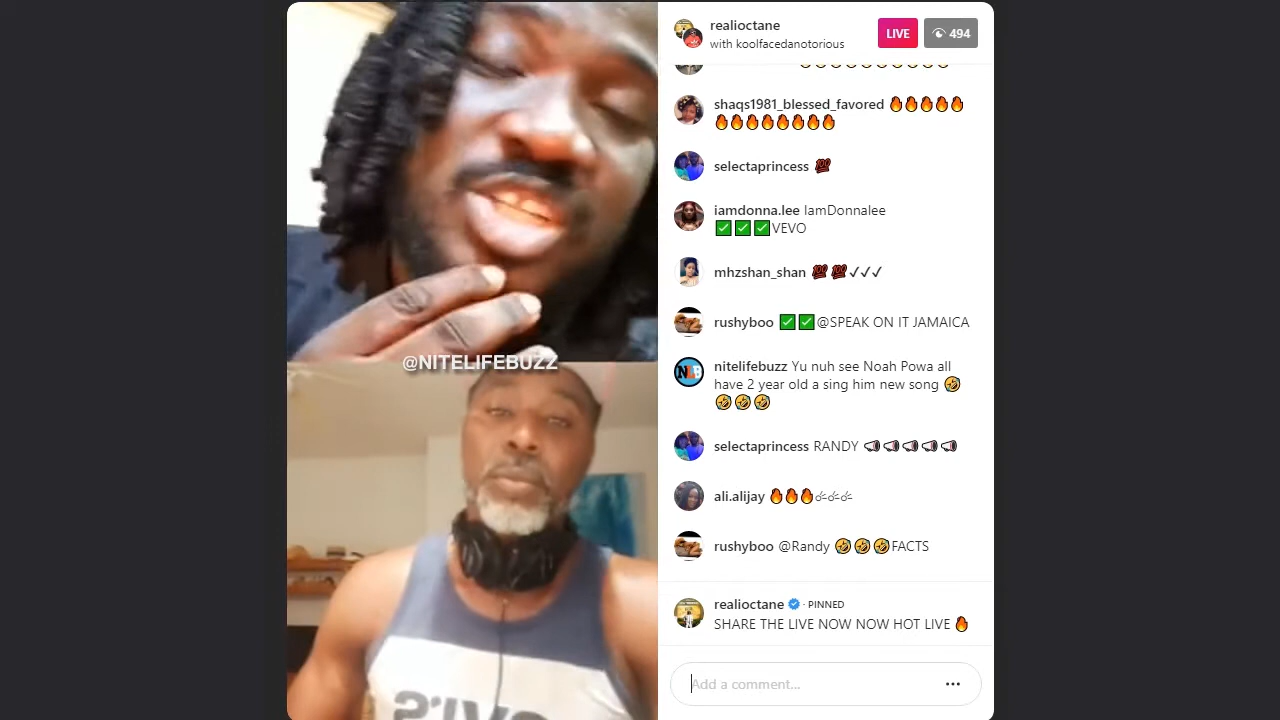 realioctane
with koolfacedanotorious
LIVE
494
shaqs1981_blessed_favored 🔥🔥🔥🔥🔥
🔥🔥🔥🔥🔥🔥🔥🔥
selectaprincess 💯
iamdonna.lee IamDonnalee
✅✅✅VEVO
mhzshan_shan 💯💯✓✓✓
rushyboo ✅✅@SPEAK ON IT JAMAICA
nitelifebuzz Yu nuh see Noah Powa all
have 2 year old a sing him new song 🤣
🤣🤣🤣
selectaprincess RANDY 📣📣📣📣📣
ali.alijay 🔥🔥🔥
rushyboo @Randy 🤣🤣🤣FACTS
realioctane · PINNED
SHARE THE LIVE NOW NOW HOT LIVE 🔥
Add a comment...
@NITELIFEBUZZ
NLB